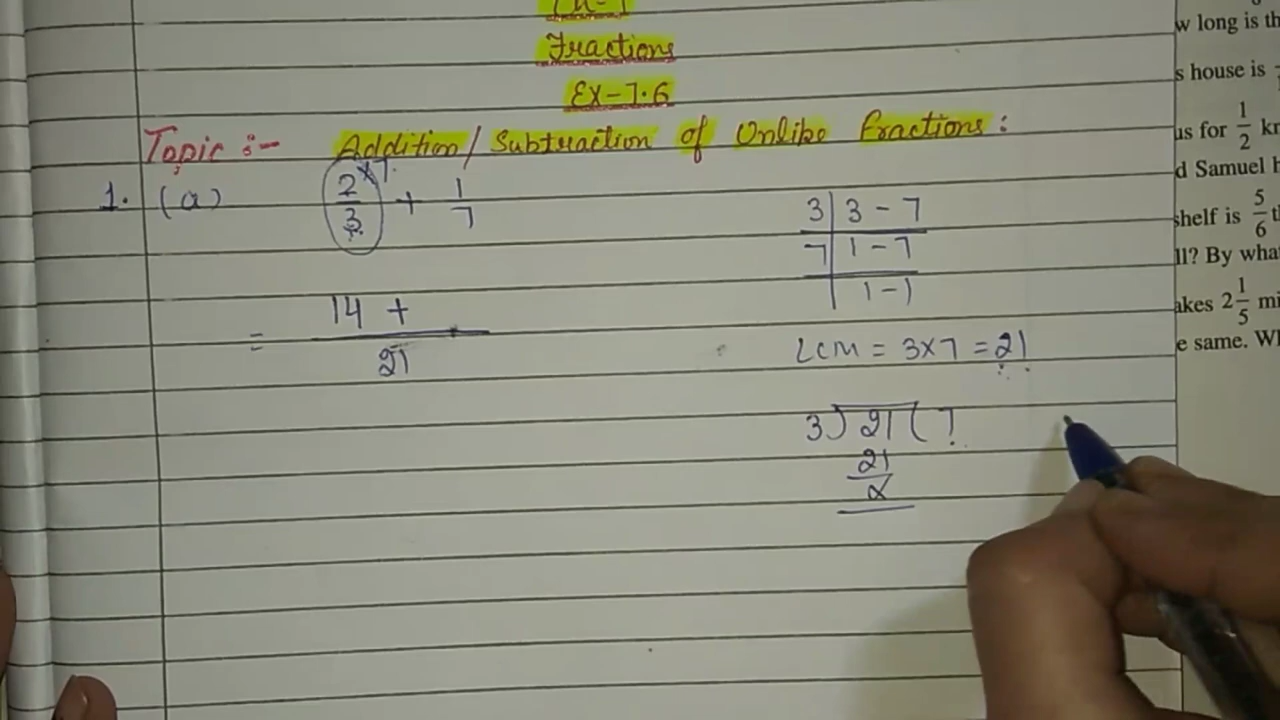 Fractions
Ex-7.6
Topic :- Addition/Subtraction of Unlike Fractions:
1. (a) 2×7/3 + 1/7
= 14 + / 21
3 | 3 - 7
7 | 1 - 7
| 1 - 1
LCM = 3×7 = 21
3) 21 ( 7
21
×
w long is th
s house is
us for 1/2 km
d Samuel h
shelf is 5/6 t
ll? By wha
akes 2 1/5 mi
e same. W